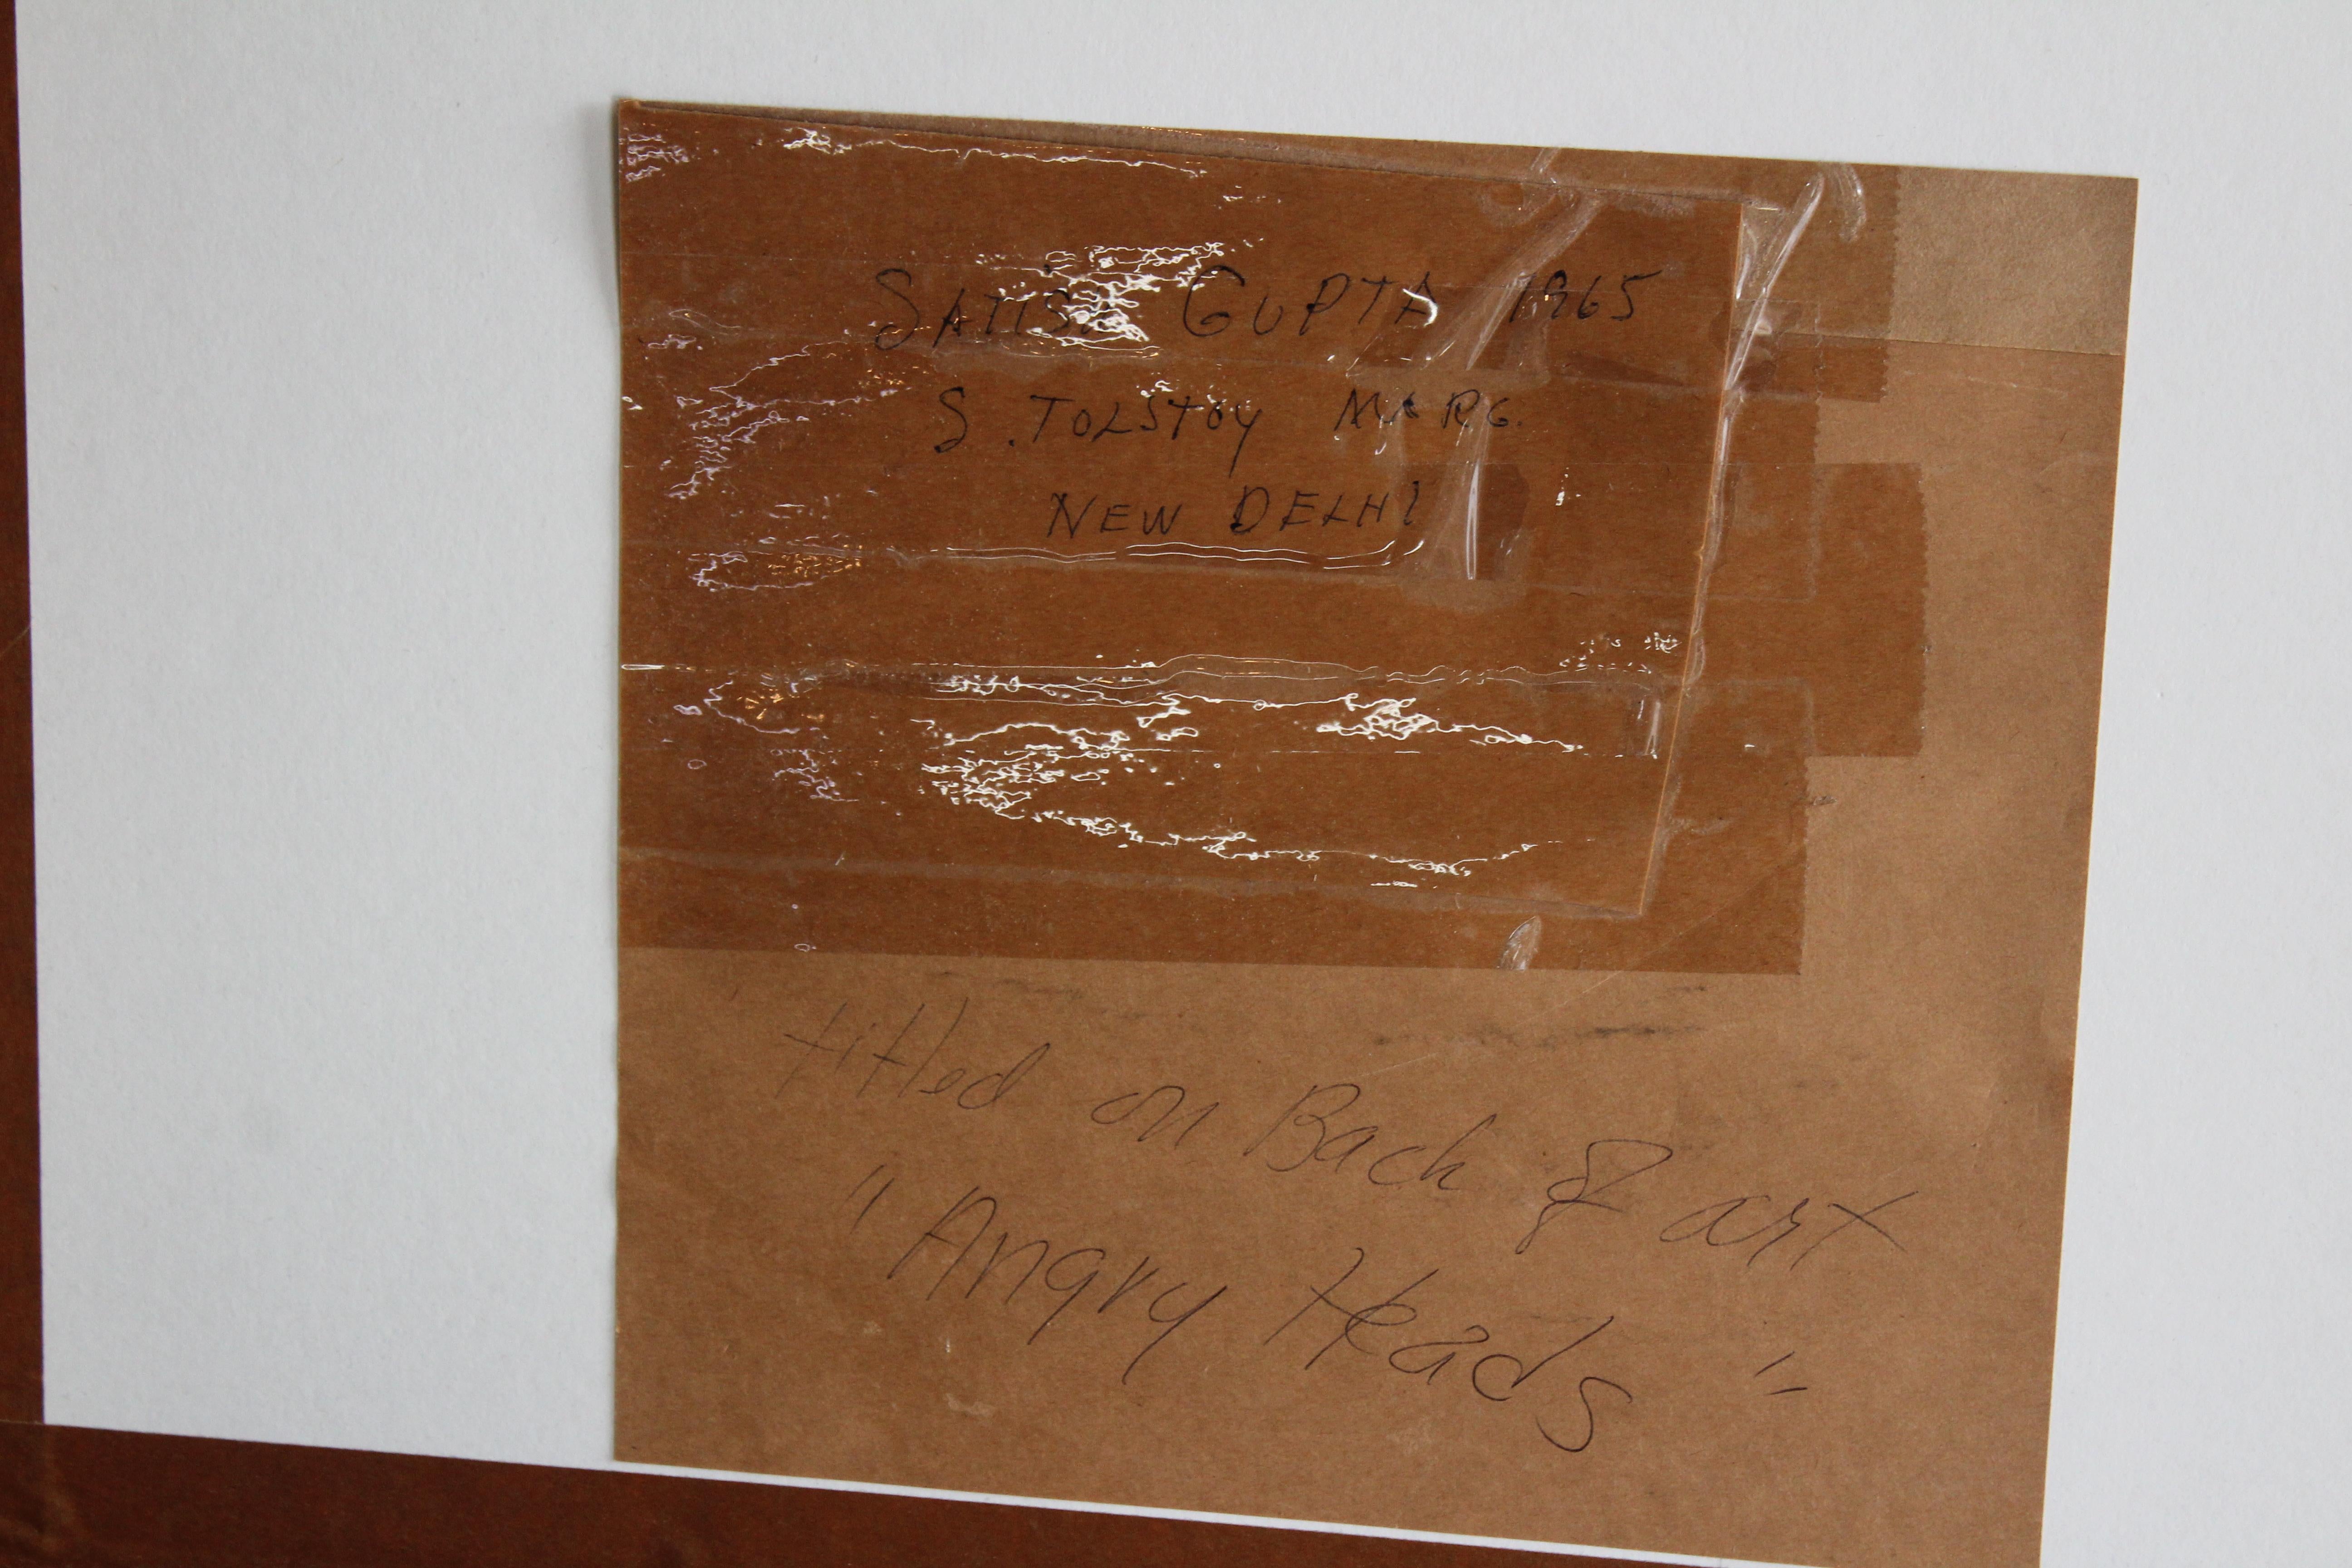 SATISH GUPTA 1965
S. TOLSTOY MARG.
NEW DELHI
titled on Back of art
"Angry Heads"